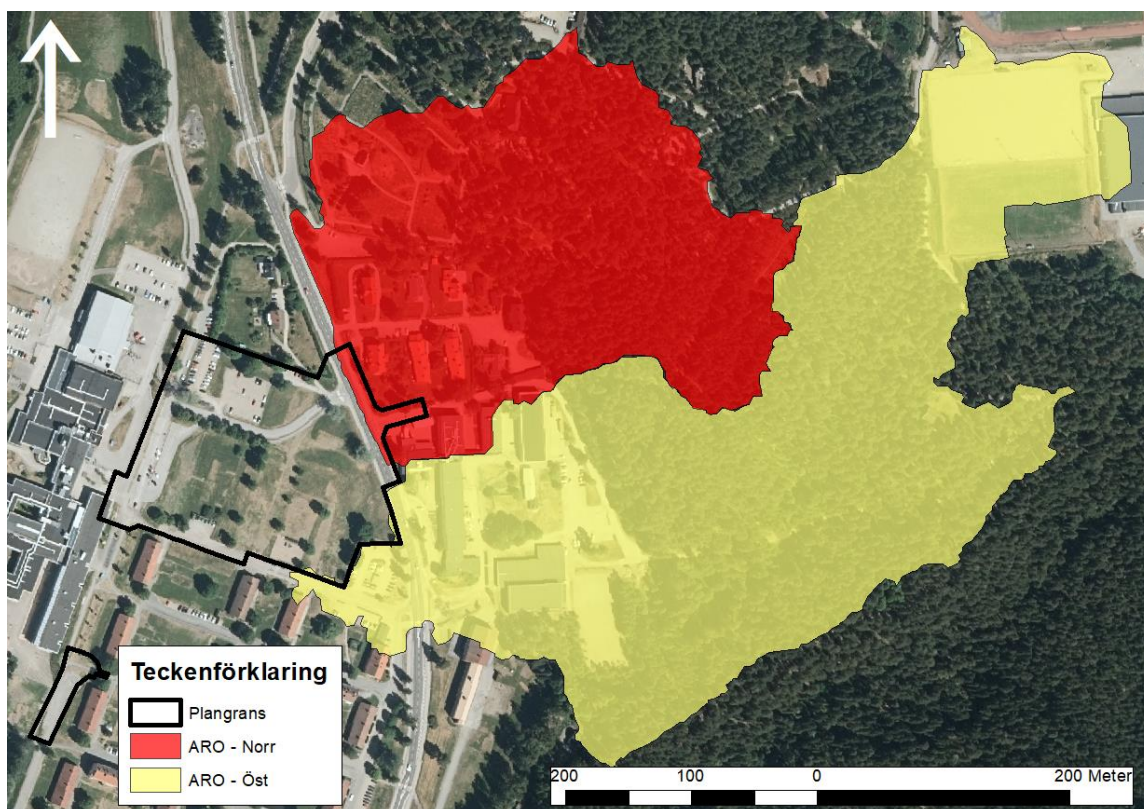 Teckenförklaring
Plangrans
ARO - Norr
ARO - Öst
200 100 0 200 Meter